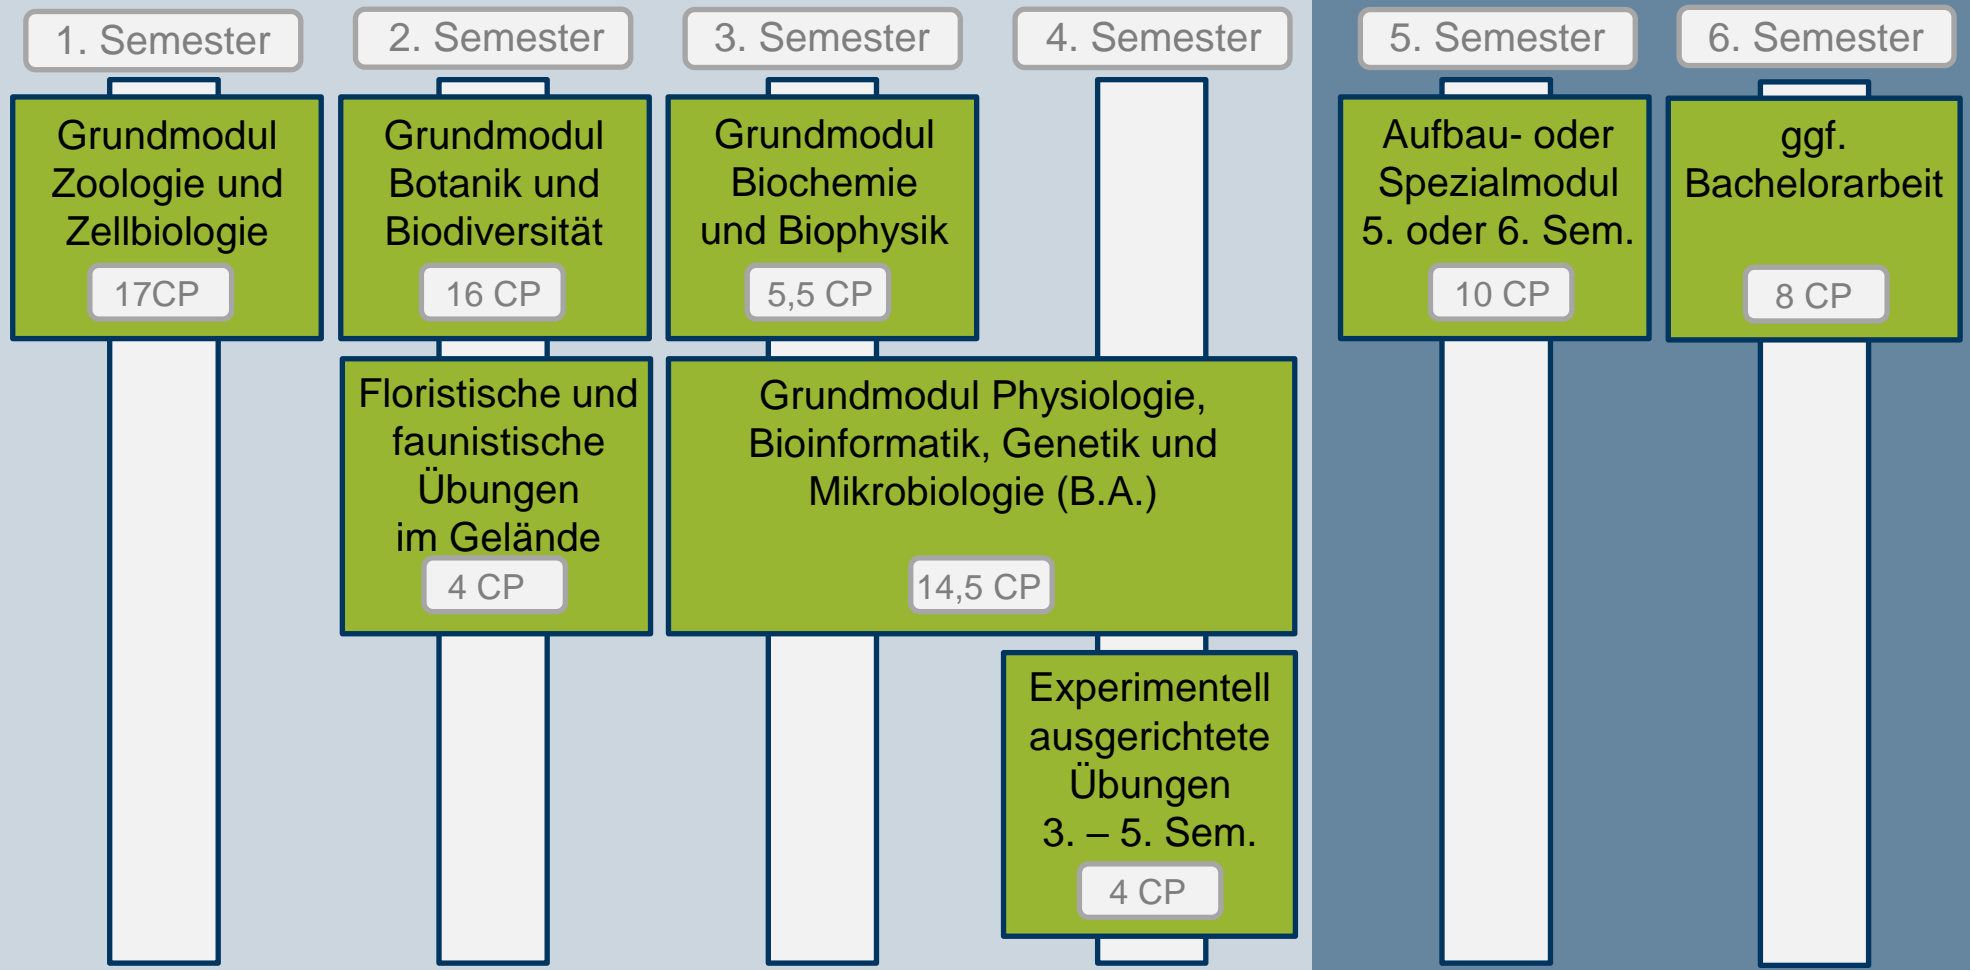 1. Semester
2. Semester
3. Semester
4. Semester
5. Semester
6. Semester
Grundmodul
Zoologie und
Zellbiologie
17CP
Grundmodul
Botanik und
Biodiversität
16 CP
Grundmodul
Biochemie
und Biophysik
5,5 CP
Aufbau- oder
Spezialmodul
5. oder 6. Sem.
10 CP
ggf.
Bachelorarbeit
8 CP
Floristische und
faunistische
Übungen
im Gelände
4 CP
Grundmodul Physiologie,
Bioinformatik, Genetik und
Mikrobiologie (B.A.)
14,5 CP
Experimentell
ausgerichtete
Übungen
3. – 5. Sem.
4 CP